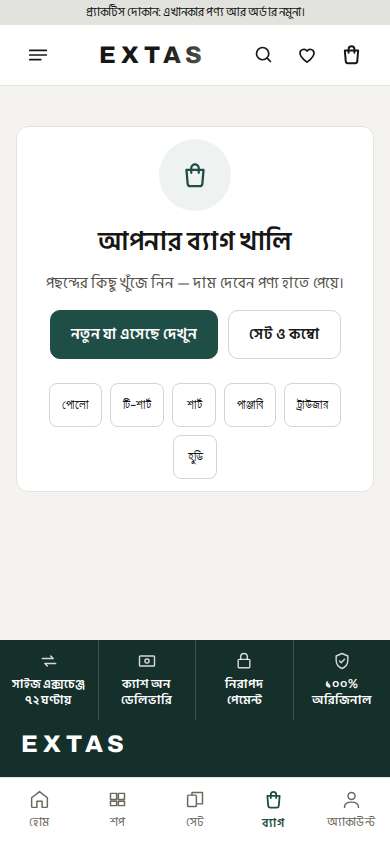 প্র্যাকটিস দোকান: এখানকার পণ্য আর অর্ডার নমুনা।
EXTAS
আপনার ব্যাগ খালি
পছন্দের কিছু খুঁজে নিন — দাম দেবেন পণ্য হাতে পেয়ে।
নতুন যা এসেছে দেখুন
সেট ও কম্বো
পোলো
টি-শার্ট
শার্ট
পাঞ্জাবি
ট্রাউজার
হুডি
সাইজ এক্সচেঞ্জ
৭২ ঘণ্টায়
ক্যাশ অন
ডেলিভারি
নিরাপদ
পেমেন্ট
১০০%
অরিজিনাল
EXTAS
হোম
শপ
সেট
ব্যাগ
অ্যাকাউন্ট